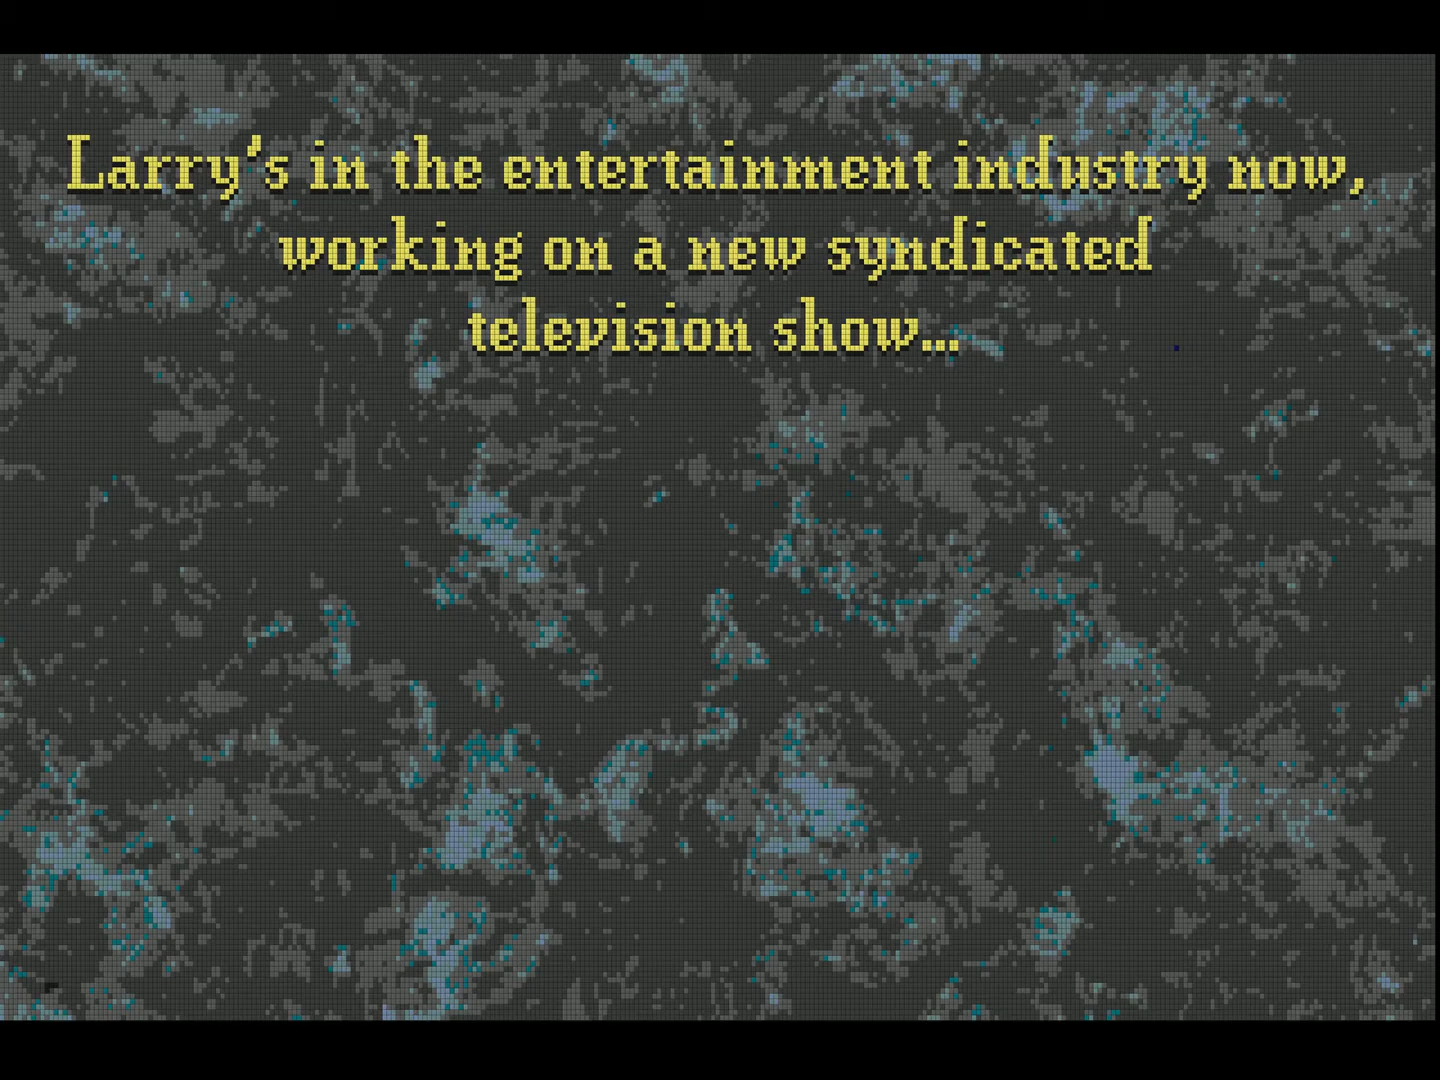 Larry's in the entertainment industry now,
working on a new syndicated
television show...